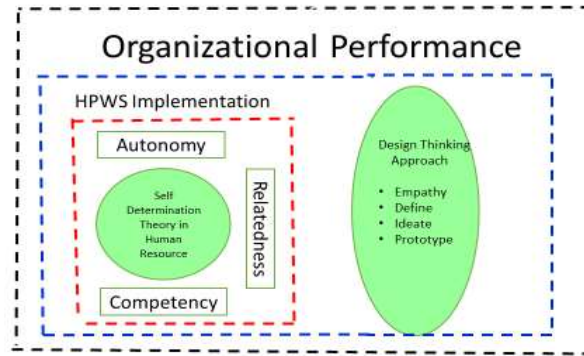 Organizational Performance
HPWS Implementation
Autonomy
Self
Determination
Theory in
Human
Resource
Relatedness
Competency
Design Thinking
Approach
• Empathy
• Define
• Ideate
• Prototype